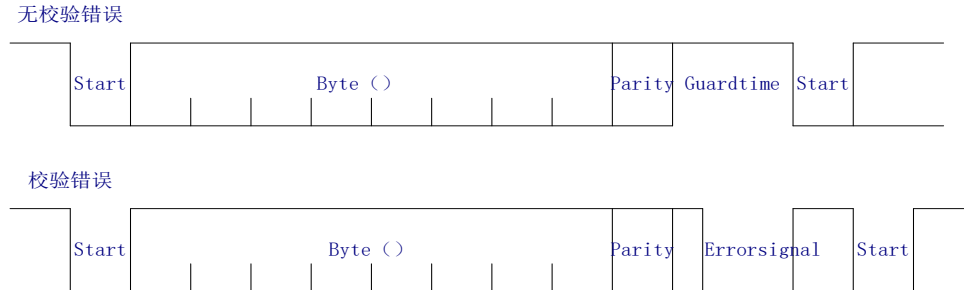 无校验错误
Start Byte（） Parity Guardtime Start
校验错误
Start Byte（） Parity Errorsignal Start